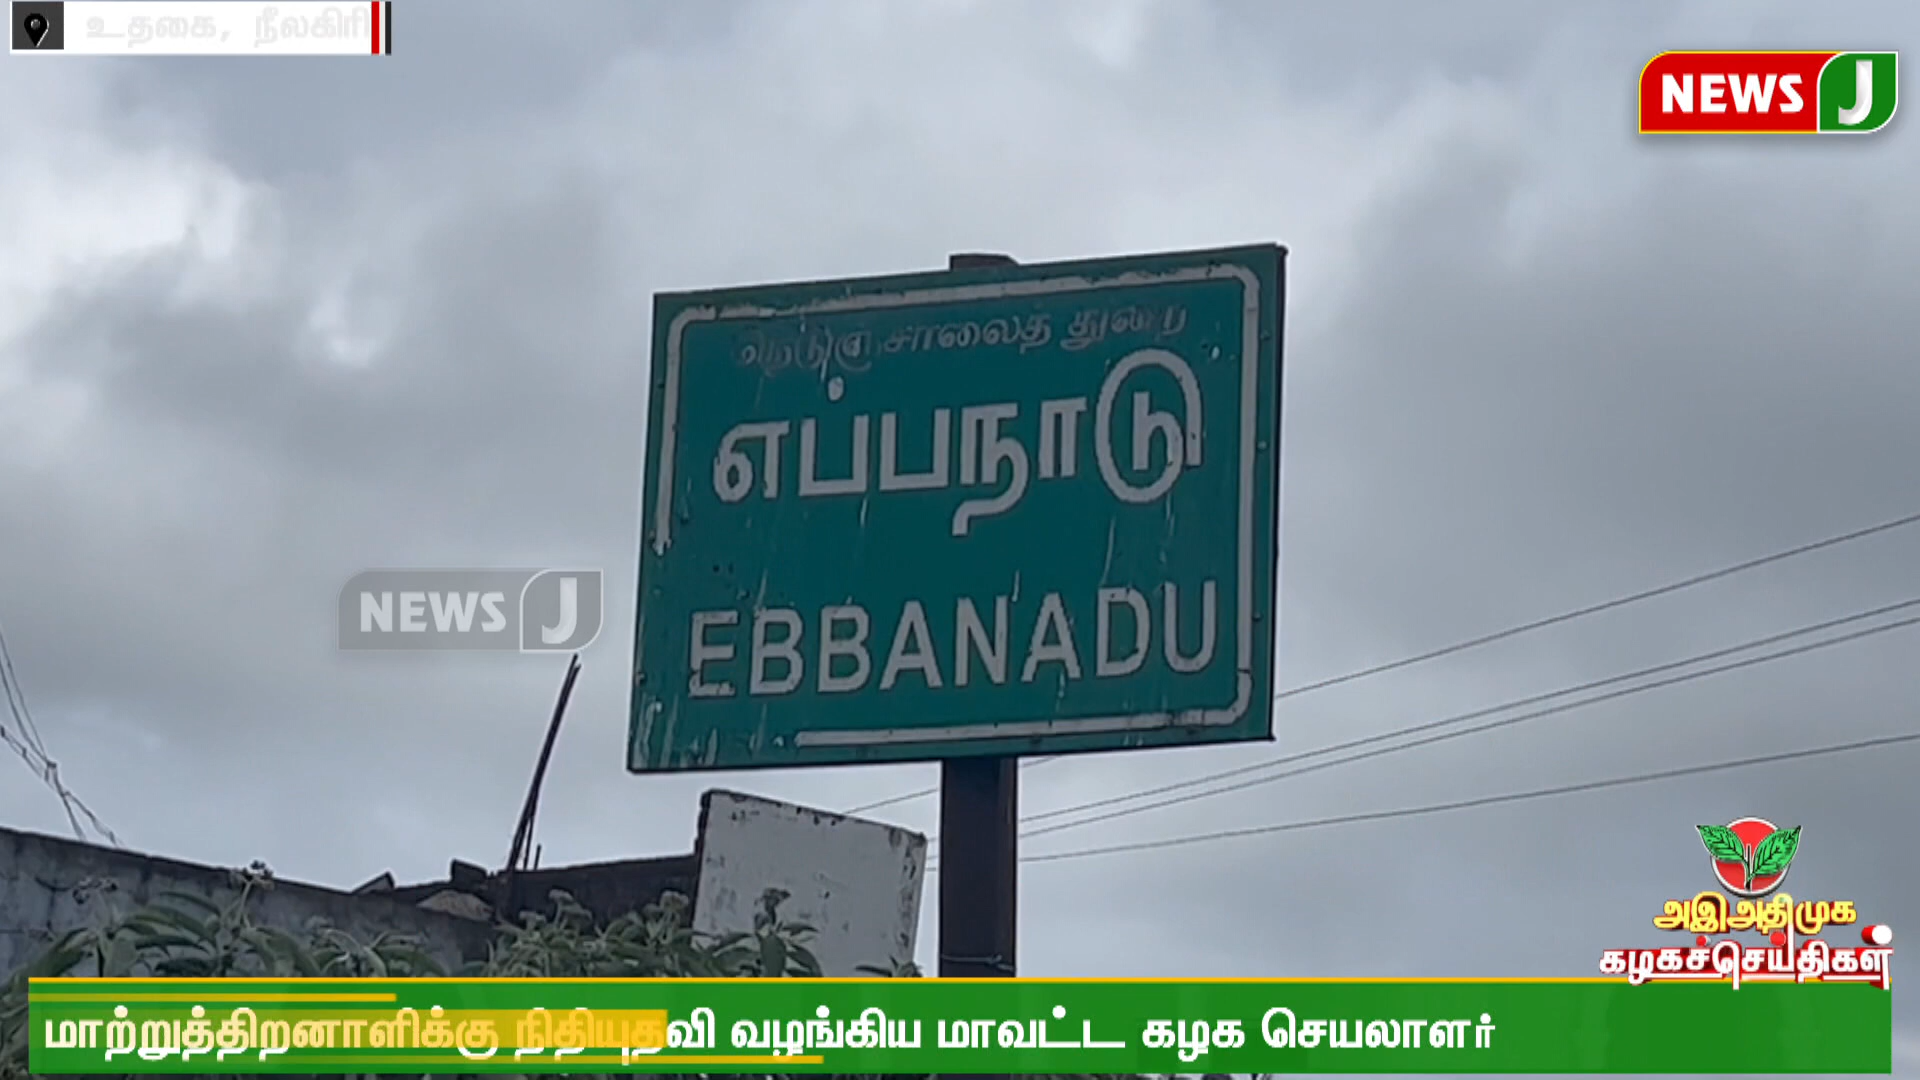 உதகை, நீலகிரி
NEWS J
நெடுஞ்சாலைத் துறை
எப்பநாடு
EBBANADU
NEWS J
அஇஅதிமுக
கழகச்செய்திகள்
மாற்றுத்திறனாளிக்கு நிதியுதவி வழங்கிய மாவட்ட கழக செயலாளர்